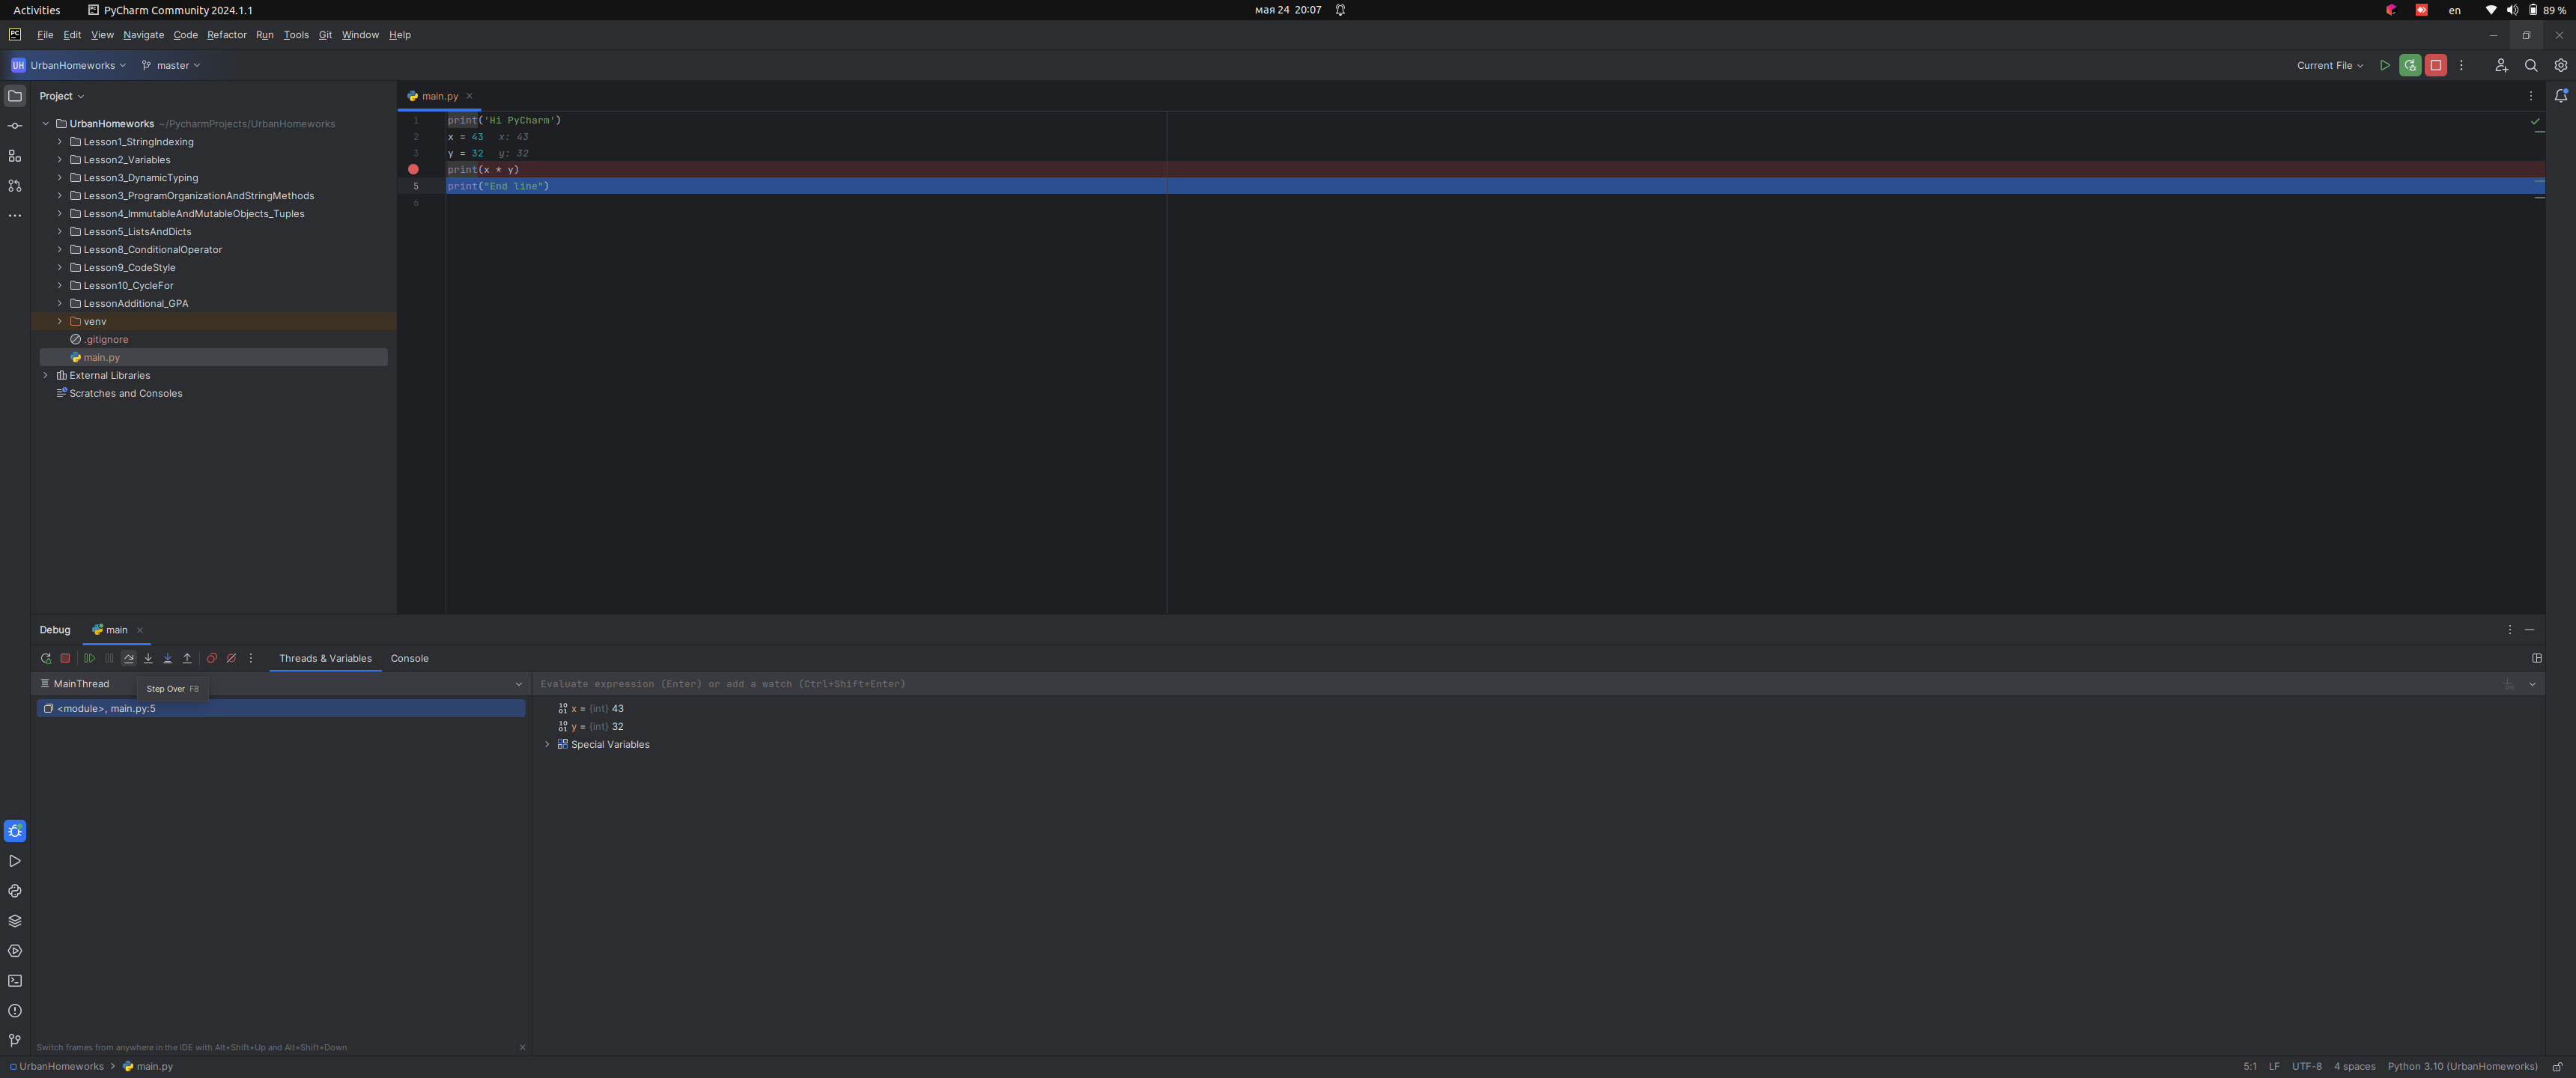 Activities PyCharm Community 2024.1.1 мая 24 20:07 en 89 %
PC File Edit View Navigate Code Refactor Run Tools Git Window Help
UH UrbanHomeworks master Current File
Project
main.py
UrbanHomeworks ~/PycharmProjects/UrbanHomeworks
Lesson1_StringIndexing
Lesson2_Variables
Lesson3_DynamicTyping
Lesson3_ProgramOrganizationAndStringMethods
Lesson4_ImmutableAndMutableObjects_Tuples
Lesson5_ListsAndDicts
Lesson8_ConditionalOperator
Lesson9_CodeStyle
Lesson10_CycleFor
LessonAdditional_GPA
venv
.gitignore
main.py
External Libraries
Scratches and Consoles
1 print('Hi PyCharm')
2 x = 43 x: 43
3 y = 32 y: 32
print(x * y)
5 print("End line")
6
Debug main
Threads & Variables Console
MainThread
Step Over F8
Evaluate expression (Enter) or add a watch (Ctrl+Shift+Enter)
<module>, main.py:5
x = {int} 43
y = {int} 32
Special Variables
Switch frames from anywhere in the IDE with Alt+Shift+Up and Alt+Shift+Down
UrbanHomeworks > main.py 5:1 LF UTF-8 4 spaces Python 3.10 (UrbanHomeworks)